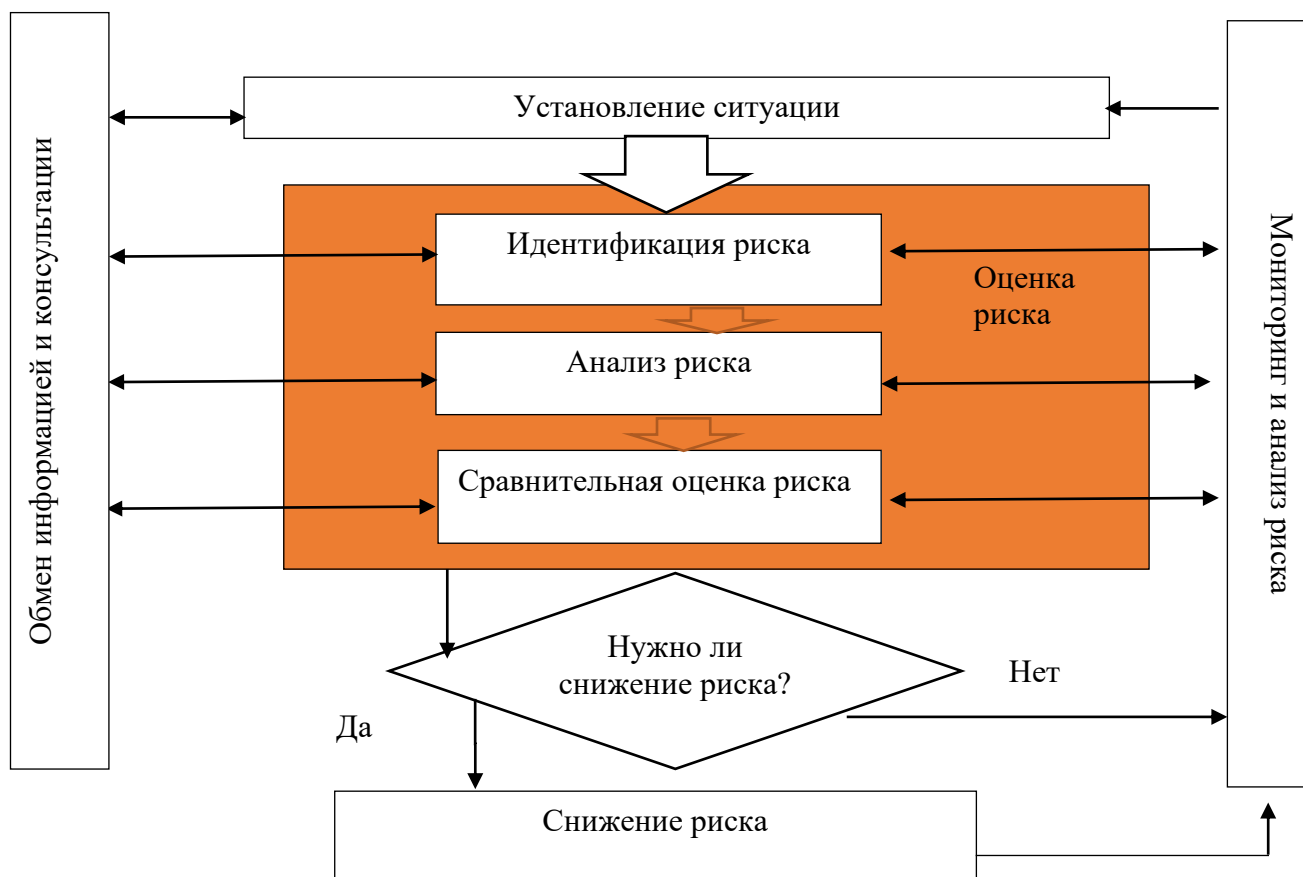 Обмен информацией и консультации
Установление ситуации
Идентификация риска
Оценка
риска
Анализ риска
Сравнительная оценка риска
Нужно ли
снижение риска?
Нет
Да
Снижение риска
Мониторинг и анализ риска